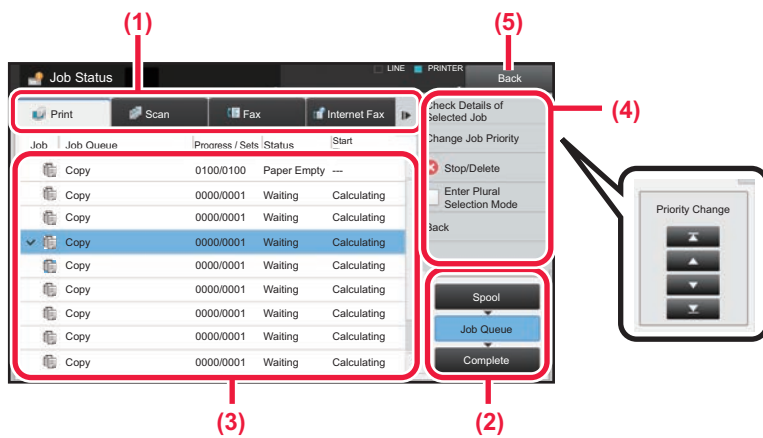 (1)
(5)
Job Status
LINE
PRINTER
Back
Print
Scan
Fax
Internet Fax
Check Details of
Selected Job
(4)
Job
Job Queue
Progress / Sets
Status
Start
Change Job Priority
Copy 0100/0100 Paper Empty ---
Stop/Delete
Copy 0000/0001 Waiting Calculating
Enter Plural
Selection Mode
Copy 0000/0001 Waiting Calculating
Back
Copy 0000/0001 Waiting Calculating
Copy 0000/0001 Waiting Calculating
Copy 0000/0001 Waiting Calculating
Copy 0000/0001 Waiting Calculating
Copy 0000/0001 Waiting Calculating
Copy 0000/0001 Waiting Calculating
Priority Change
Spool
Job Queue
Complete
(3)
(2)